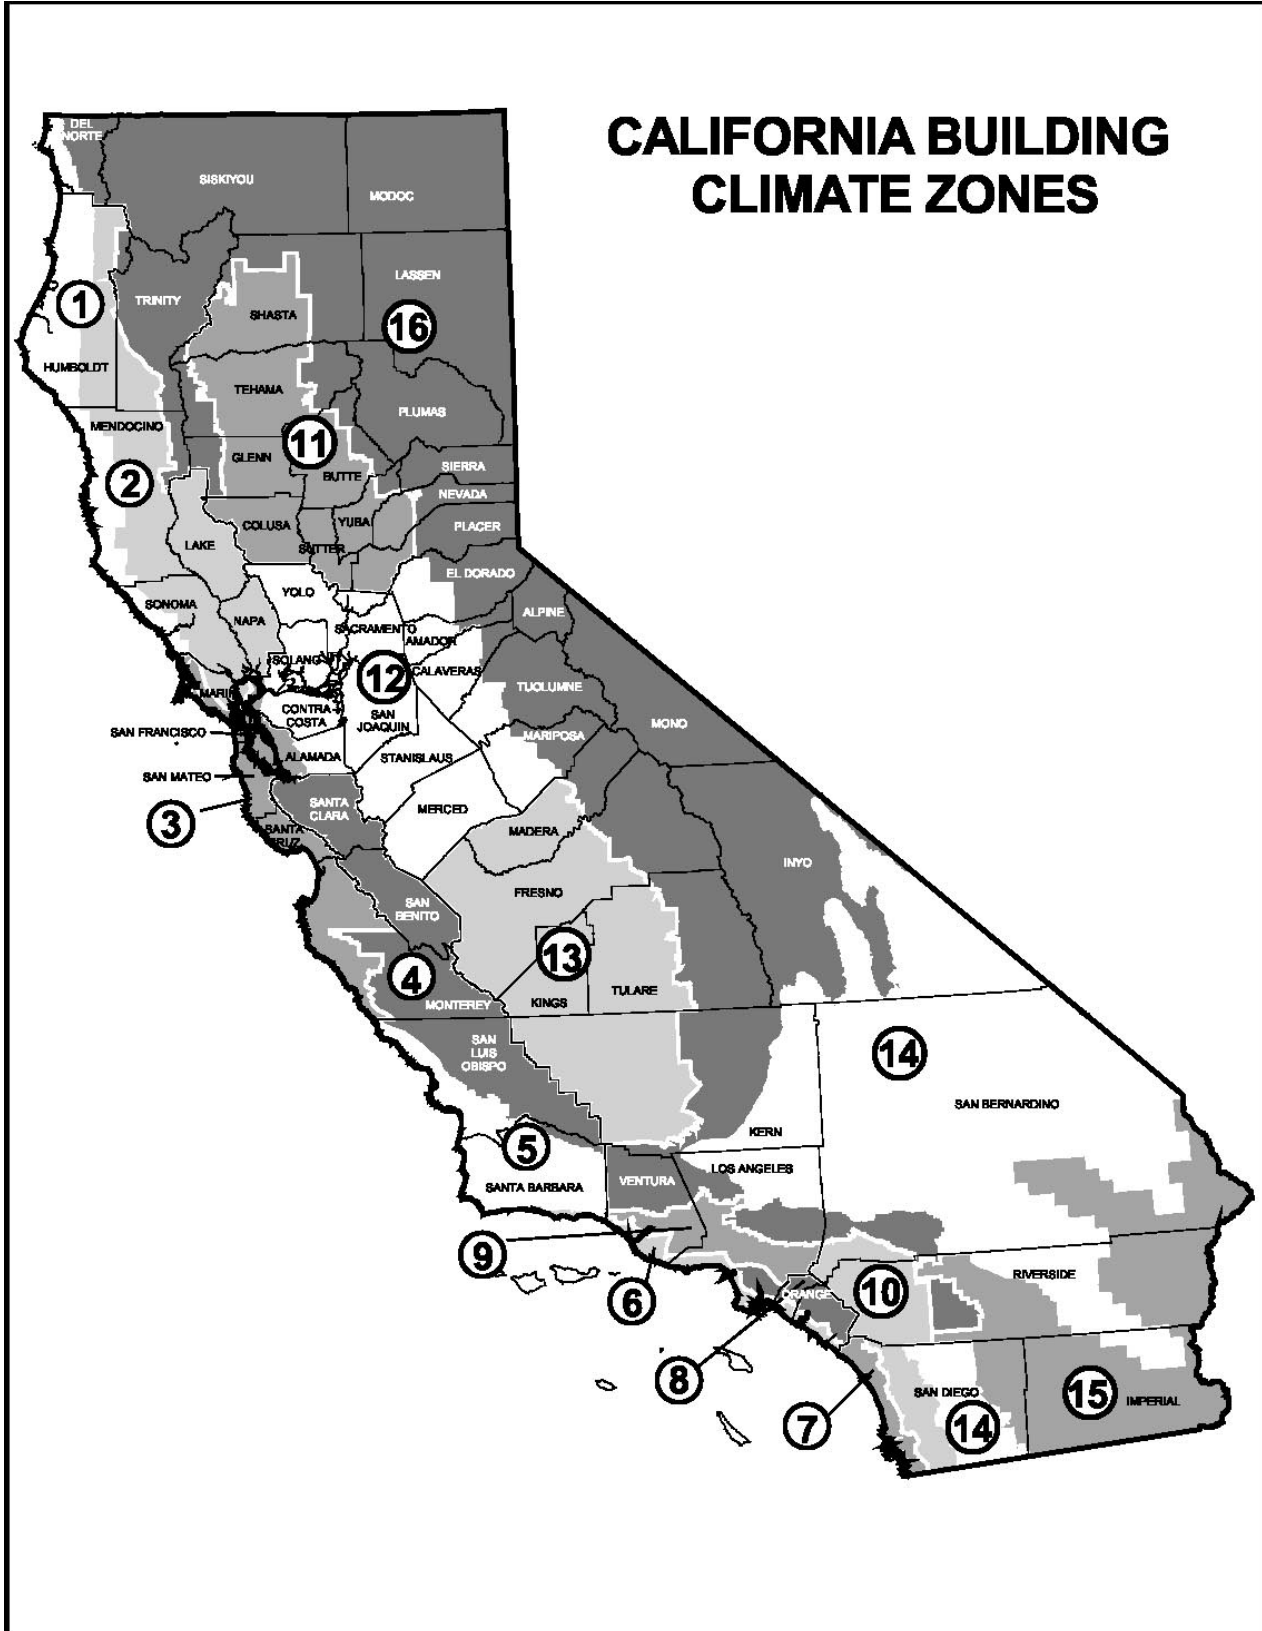 CALIFORNIA BUILDING
CLIMATE ZONES
DEL
NORTE
SISKIYOU
MODOC
LASSEN
TRINITY
1
SHASTA
16
HUMBOLDT
TEHAMA
PLUMAS
MENDOCINO
11
GLENN
SIERRA
2
BUTTE
NEVADA
COLUSA
YUBA
PLACER
LAKE
SUTTER
EL DORADO
YOLO
SONOMA
NAPA
ALPINE
SACRAMENTO
AMADOR
SOLANO
12
CALAVERAS
MARIN
TUOLUMNE
CONTRA
COSTA
SAN
JOAQUIN
MONO
SAN FRANCISCO
MARIPOSA
ALAMADA
STANISLAUS
SAN MATEO
3
SANTA
CLARA
MERCED
SANTA
CRUZ
MADERA
INYO
FRESNO
SAN
BENITO
13
4
TULARE
KINGS
MONTEREY
SAN
LUIS
OBISPO
14
SAN BERNARDINO
KERN
5
LOS ANGELES
VENTURA
SANTA BARBARA
9
RIVERSIDE
10
ORANGE
6
8
SAN DIEGO
15
IMPERIAL
7
14